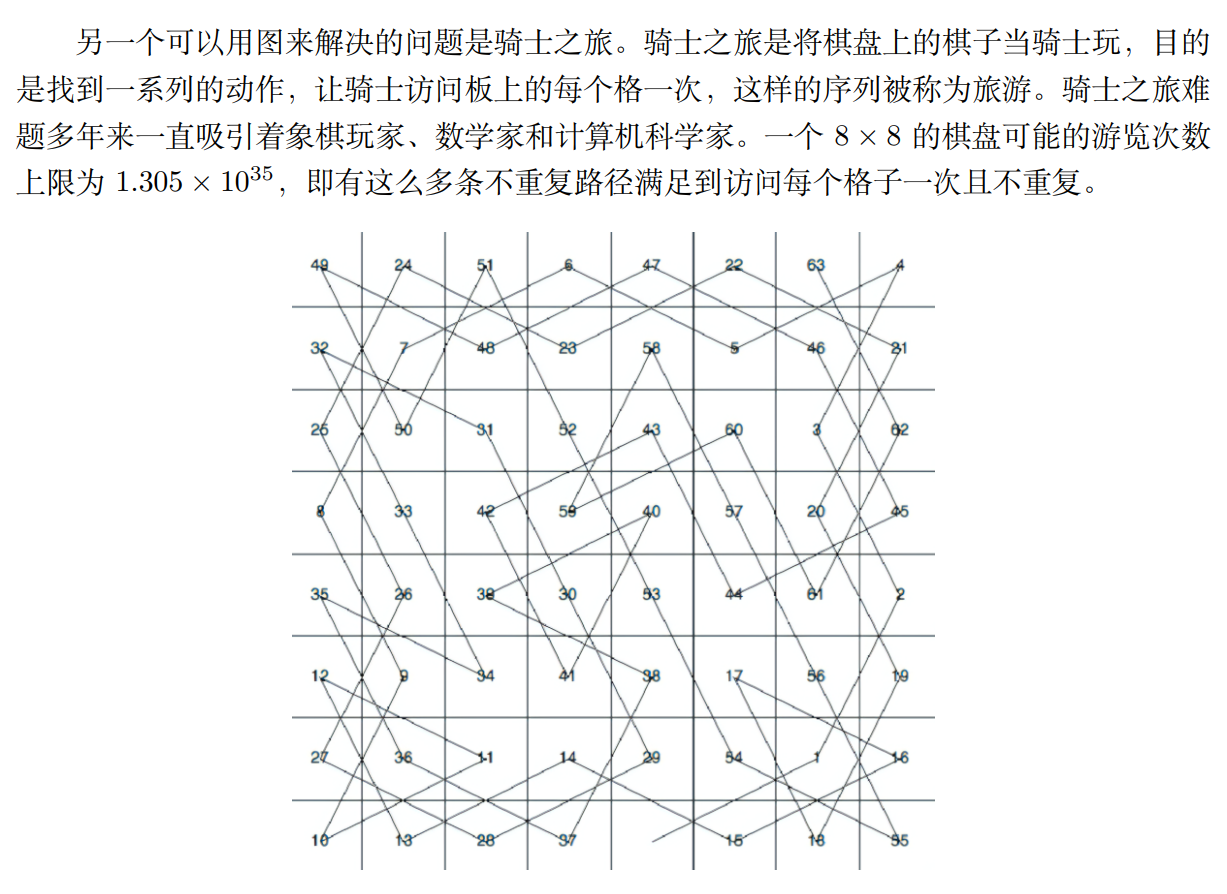 另一个可以用图来解决的问题是骑士之旅。骑士之旅是将棋盘上的棋子当骑士玩，目的
是找到一系列的动作，让骑士访问板上的每个格一次，这样的序列被称为旅游。骑士之旅难
题多年来一直吸引着象棋玩家、数学家和计算机科学家。一个 8 × 8 的棋盘可能的游览次数
上限为 1.305 × 10³⁵，即有这么多条不重复路径满足到访问每个格子一次且不重复。
49 24 51 6 47 22 63 4
32 7 48 23 58 5 46 21
25 50 31 52 43 60 3 62
8 33 42 59 40 57 20 45
35 26 39 30 53 44 61 2
12 9 34 41 38 17 56 19
27 36 11 14 29 54 1 16
10 13 28 37 15 18 55